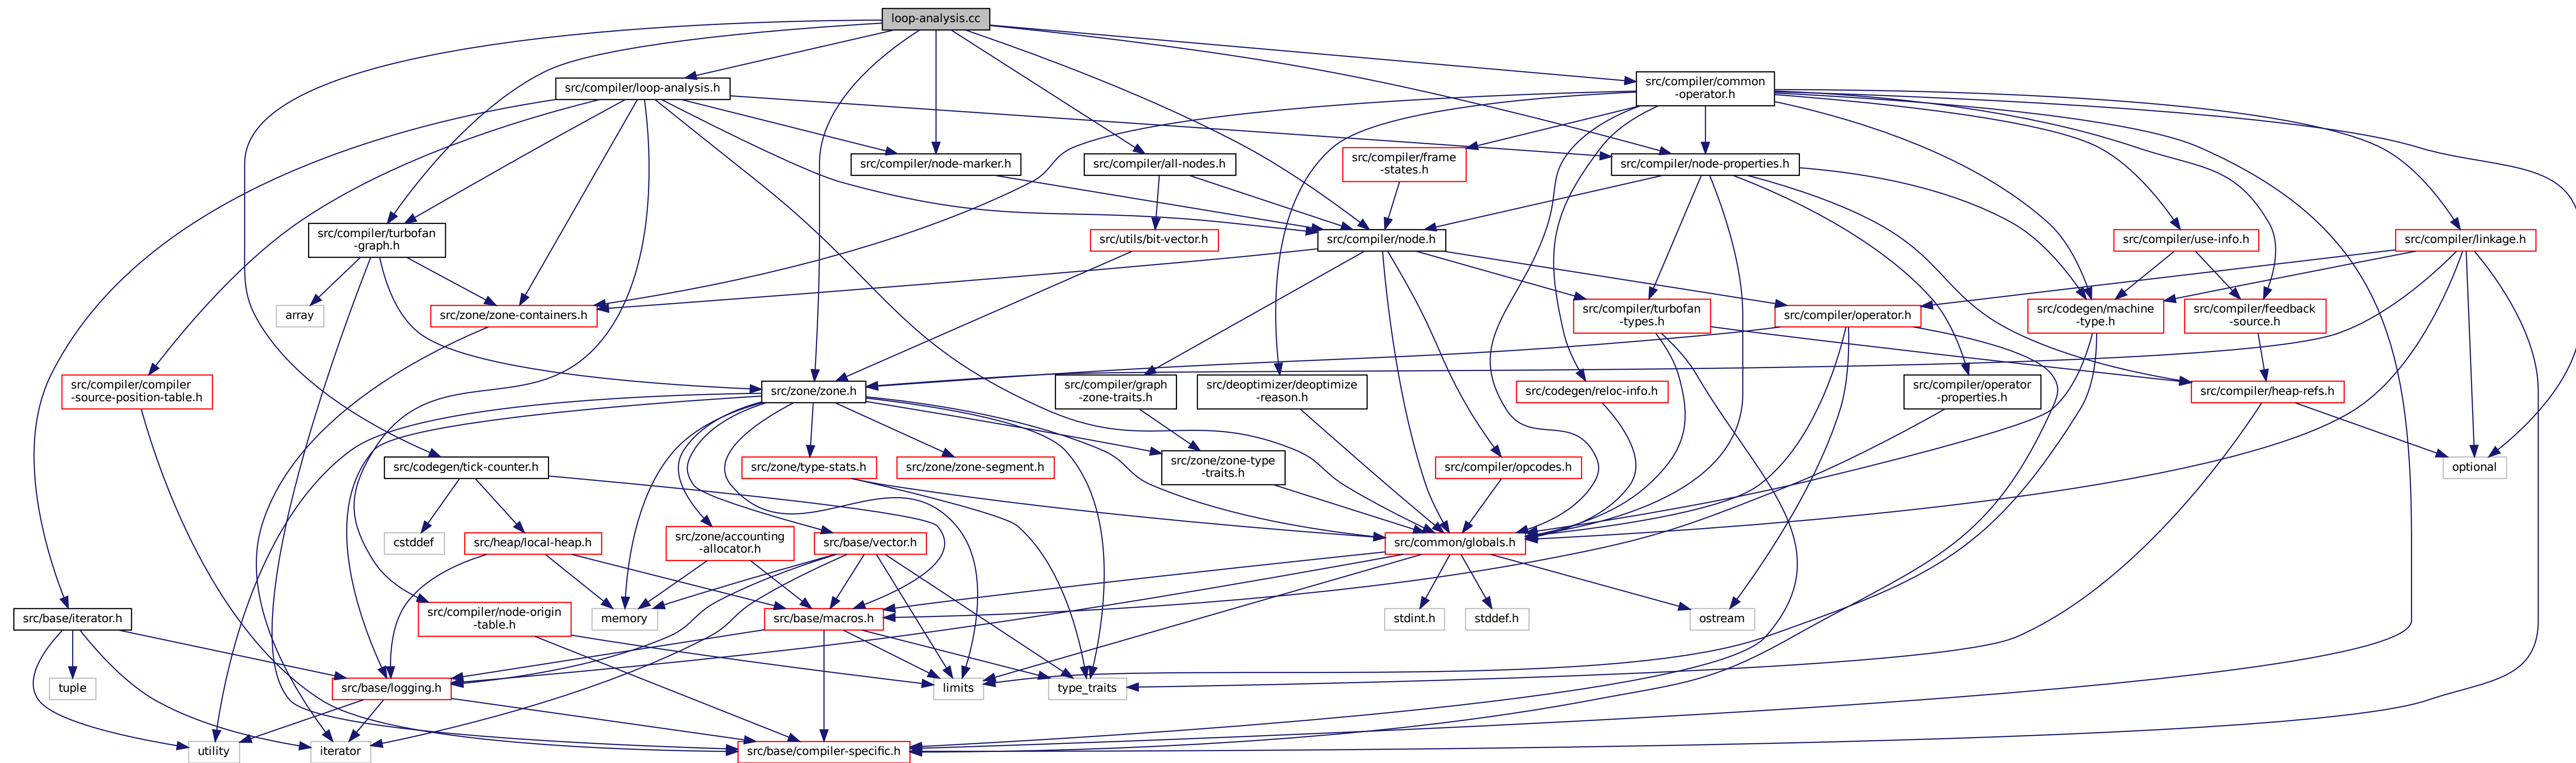 loop-analysis.cc
src/compiler/loop-analysis.h
src/compiler/common
-operator.h
src/compiler/node-marker.h
src/compiler/all-nodes.h
src/compiler/frame
-states.h
src/compiler/node-properties.h
src/compiler/turbofan
-graph.h
src/utils/bit-vector.h
src/compiler/node.h
src/compiler/use-info.h
src/compiler/linkage.h
array
src/zone/zone-containers.h
src/compiler/turbofan
-types.h
src/compiler/operator.h
src/codegen/machine
-type.h
src/compiler/feedback
-source.h
src/compiler/compiler
-source-position-table.h
src/zone/zone.h
src/compiler/graph
-zone-traits.h
src/deoptimizer/deoptimize
-reason.h
src/codegen/reloc-info.h
src/compiler/operator
-properties.h
src/compiler/heap-refs.h
src/codegen/tick-counter.h
src/zone/type-stats.h
src/zone/zone-segment.h
src/zone/zone-type
-traits.h
src/compiler/opcodes.h
optional
cstddef
src/heap/local-heap.h
src/zone/accounting
-allocator.h
src/base/vector.h
src/common/globals.h
src/base/iterator.h
src/compiler/node-origin
-table.h
memory
src/base/macros.h
stdint.h
stddef.h
ostream
tuple
src/base/logging.h
limits
type_traits
utility
iterator
src/base/compiler-specific.h